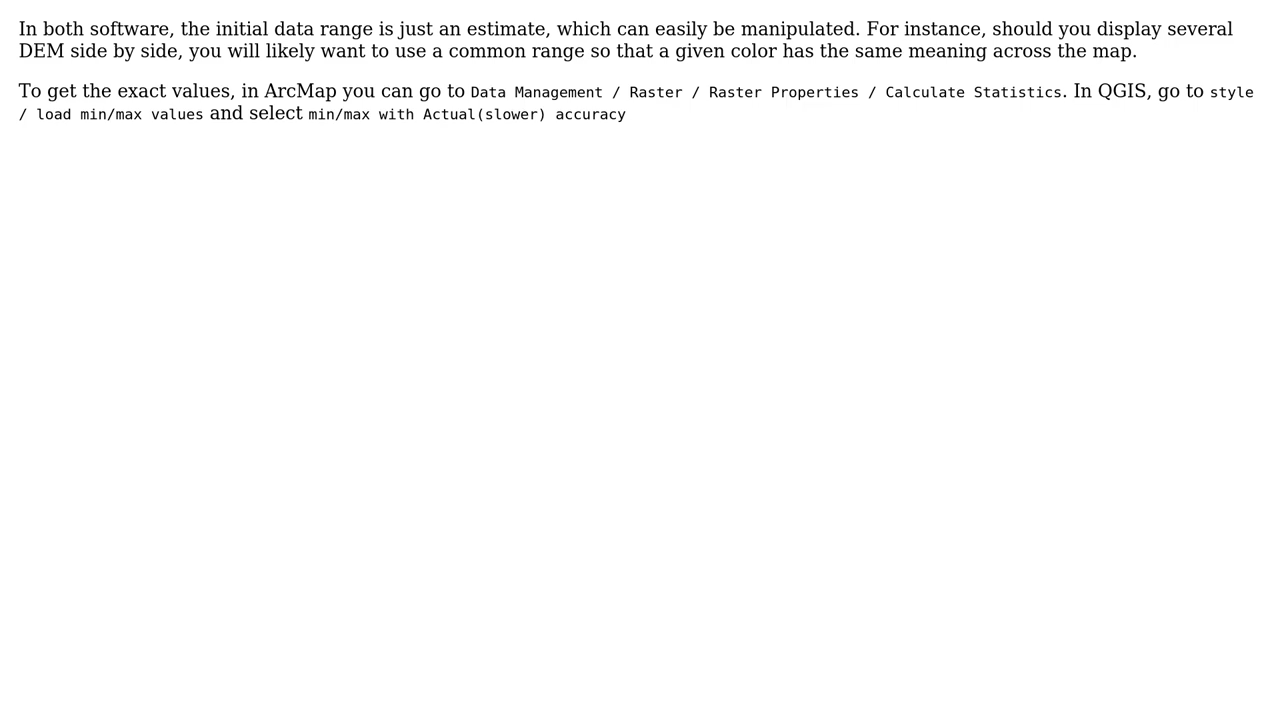 In both software, the initial data range is just an estimate, which can easily be manipulated. For instance, should you display several
DEM side by side, you will likely want to use a common range so that a given color has the same meaning across the map.
To get the exact values, in ArcMap you can go to Data Management / Raster / Raster Properties / Calculate Statistics. In QGIS, go to style
/ load min/max values and select min/max with Actual(slower) accuracy